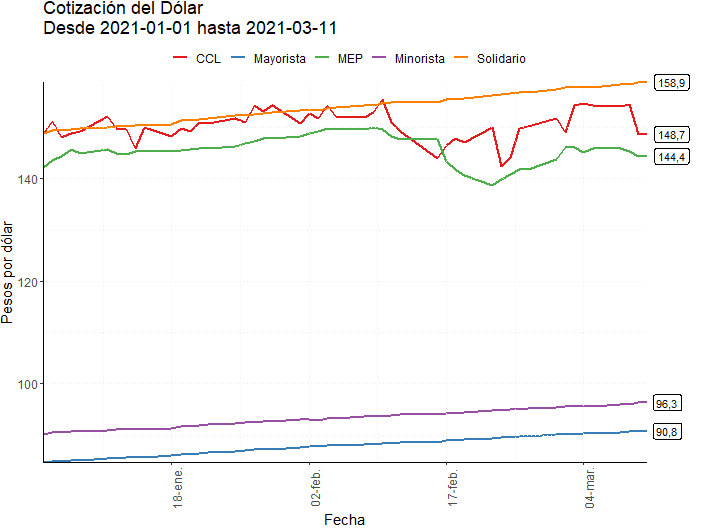 Cotización del Dólar
Desde 2021-01-01 hasta 2021-03-11
CCL Mayorista MEP Minorista Solidario
158,9
148,7
144,4
140
120
100
96,3
90,8
Pesos por dólar
18-ene.
02-feb.
17-feb.
04-mar.
Fecha